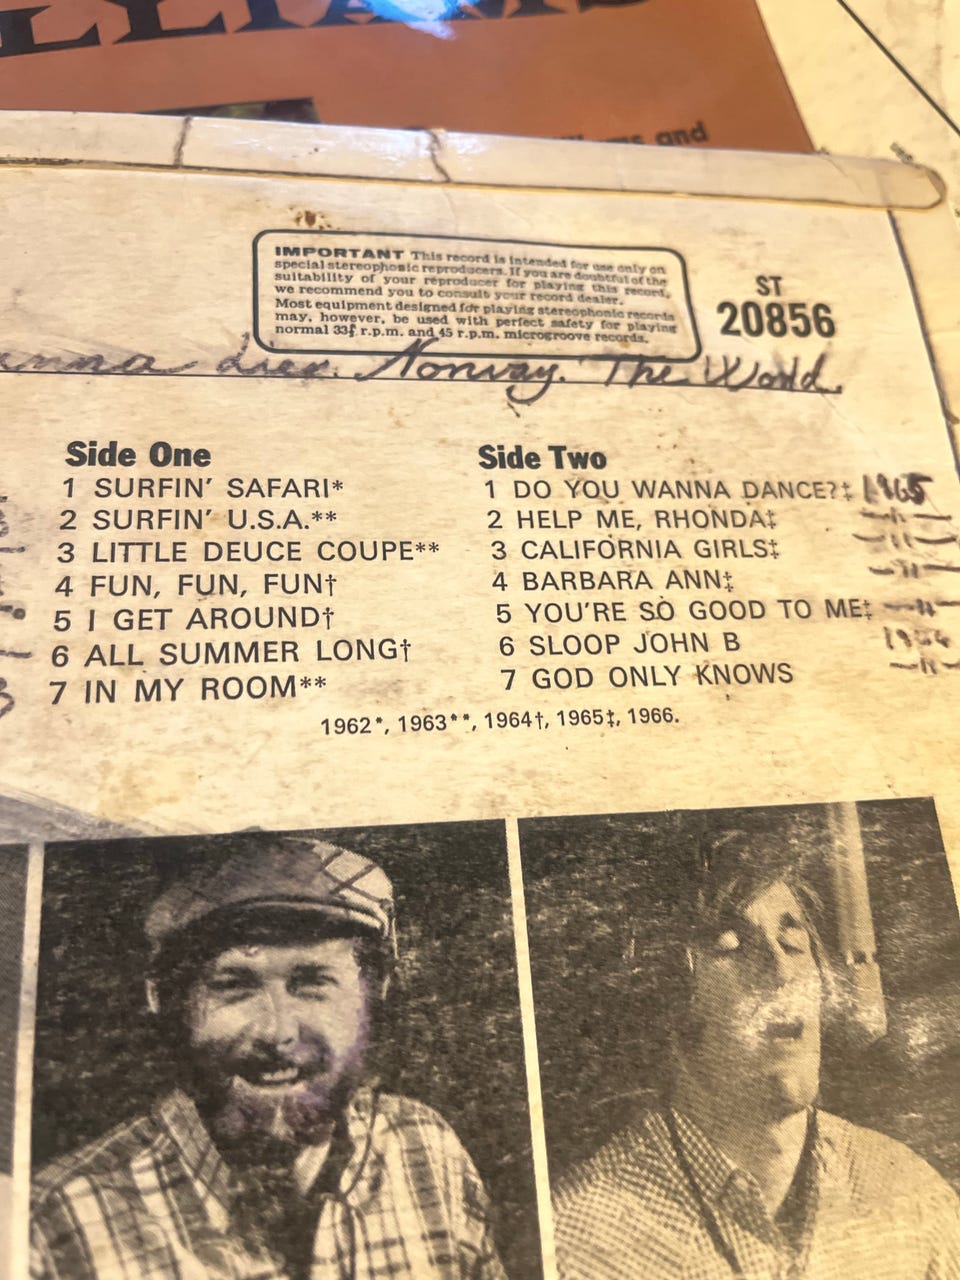 ms and
IMPORTANT This record is intended for use only on
special stereophonic reproducers. If you are doubtful of the
suitability of your reproducer for playing this record,
we recommend you to consult your record dealer.
Most equipment designed for playing stereophonic records
may, however, be used with perfect safety for playing
normal 33⅓ r.p.m. and 45 r.p.m. microgroove records.
ST
20856
Norway. The World.
Side One
1 SURFIN' SAFARI*
2 SURFIN' U.S.A.**
3 LITTLE DEUCE COUPE**
4 FUN, FUN, FUN†
5 I GET AROUND†
6 ALL SUMMER LONG†
7 IN MY ROOM**
Side Two
1 DO YOU WANNA DANCE?‡ 1965
2 HELP ME, RHONDA‡ —"—
3 CALIFORNIA GIRLS‡ —"—
4 BARBARA ANN‡ —"—
5 YOU'RE SO GOOD TO ME‡ —"—
6 SLOOP JOHN B 1966
7 GOD ONLY KNOWS —"—
1962*, 1963**, 1964†, 1965‡, 1966.